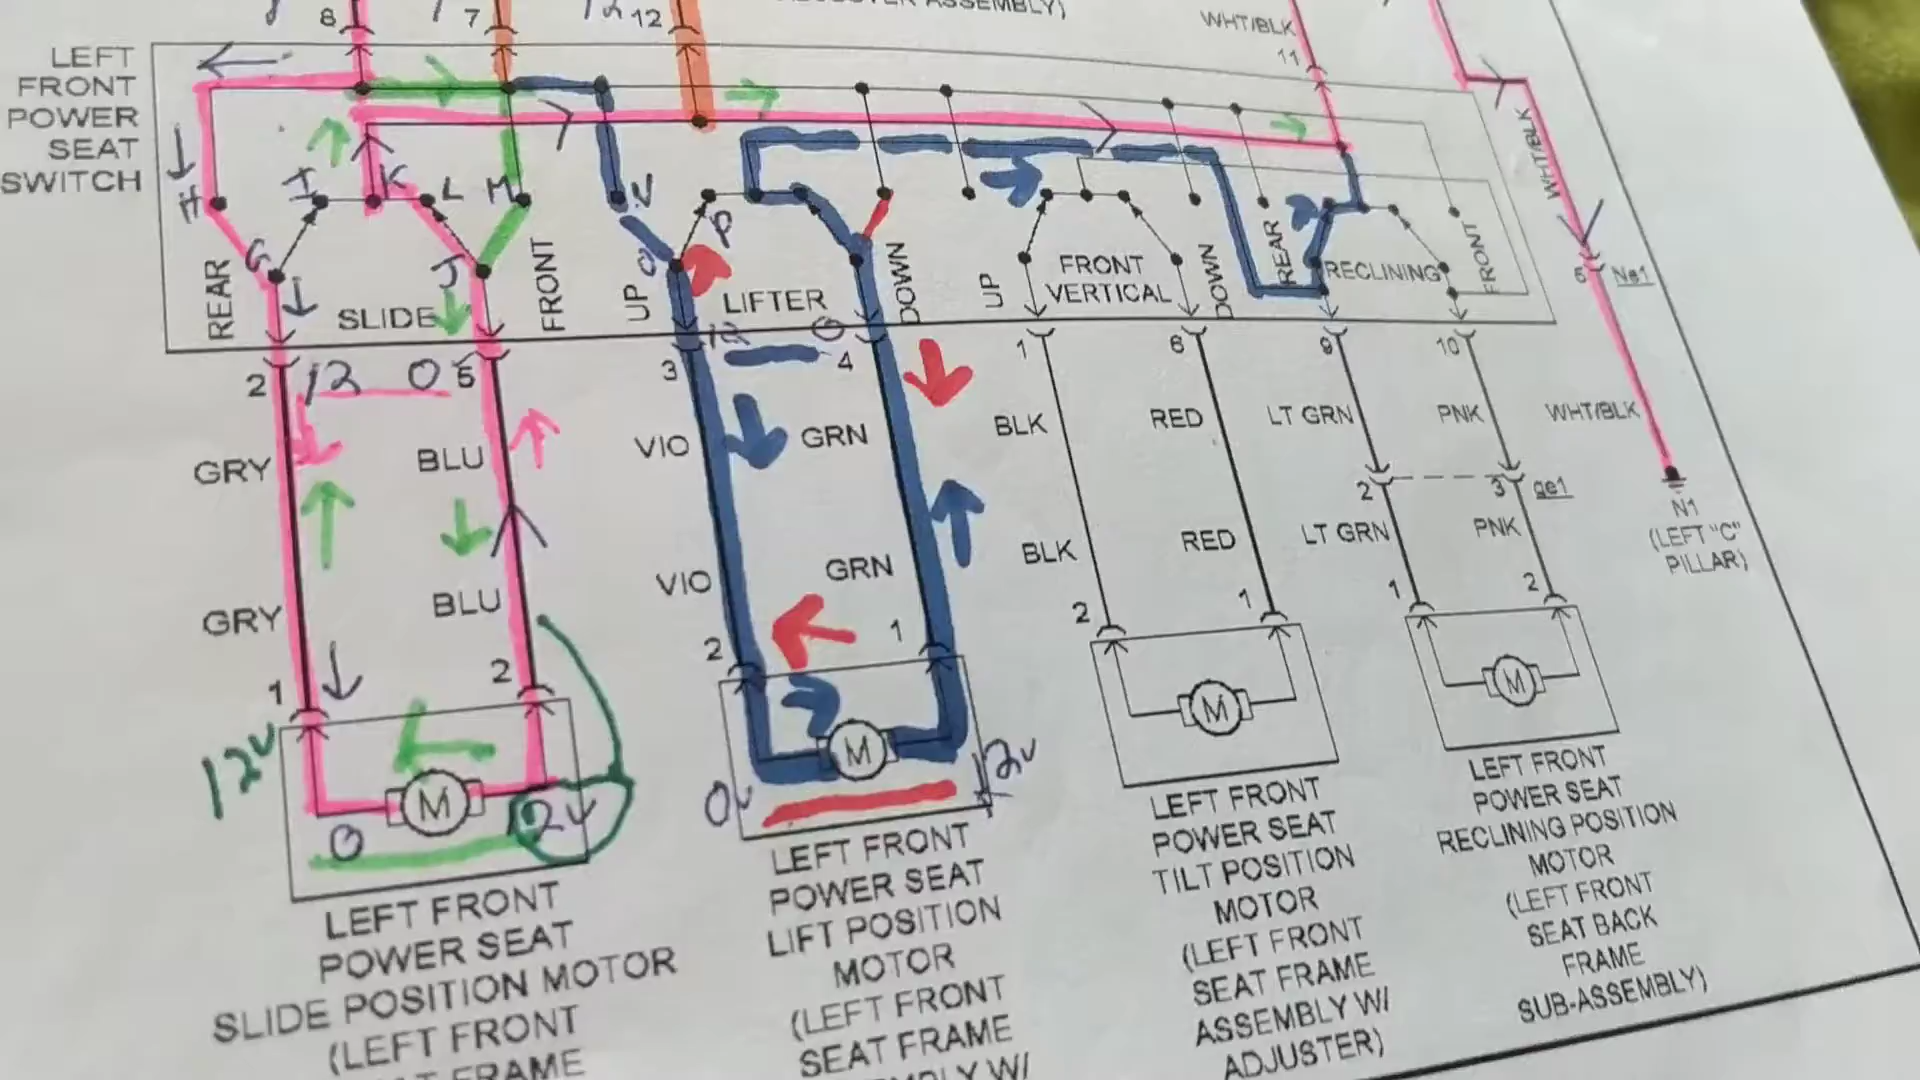 8
7
12
12
ASSEMBLY)
WHT/BLK
11
LEFT
FRONT
POWER
SEAT
SWITCH
H
I
K
L
M
N
G
J
O
P
REAR
SLIDE
FRONT
UP
LIFTER
DOWN
UP
FRONT
VERTICAL
DOWN
REAR
RECLINING
FRONT
WHT/BLK
5
Ne1
2
12
0
5
3
12
0
4
1
6
9
10
GRY
BLU
VIO
GRN
BLK
RED
LT GRN
PNK
WHT/BLK
2
3
ae1
N1
(LEFT "C"
PILLAR)
GRY
BLU
VIO
GRN
BLK
RED
LT GRN
PNK
1
2
2
1
2
1
1
2
12v
M
0
12v
M
0v
12v
M
M
LEFT FRONT
POWER SEAT
SLIDE POSITION MOTOR
(LEFT FRONT
FRAME
LEFT FRONT
POWER SEAT
LIFT POSITION
MOTOR
(LEFT FRONT
SEAT FRAME
W/
LEFT FRONT
POWER SEAT
TILT POSITION
MOTOR
(LEFT FRONT
SEAT FRAME
ASSEMBLY W/
ADJUSTER)
LEFT FRONT
POWER SEAT
RECLINING POSITION
MOTOR
(LEFT FRONT
SEAT BACK
FRAME
SUB-ASSEMBLY)